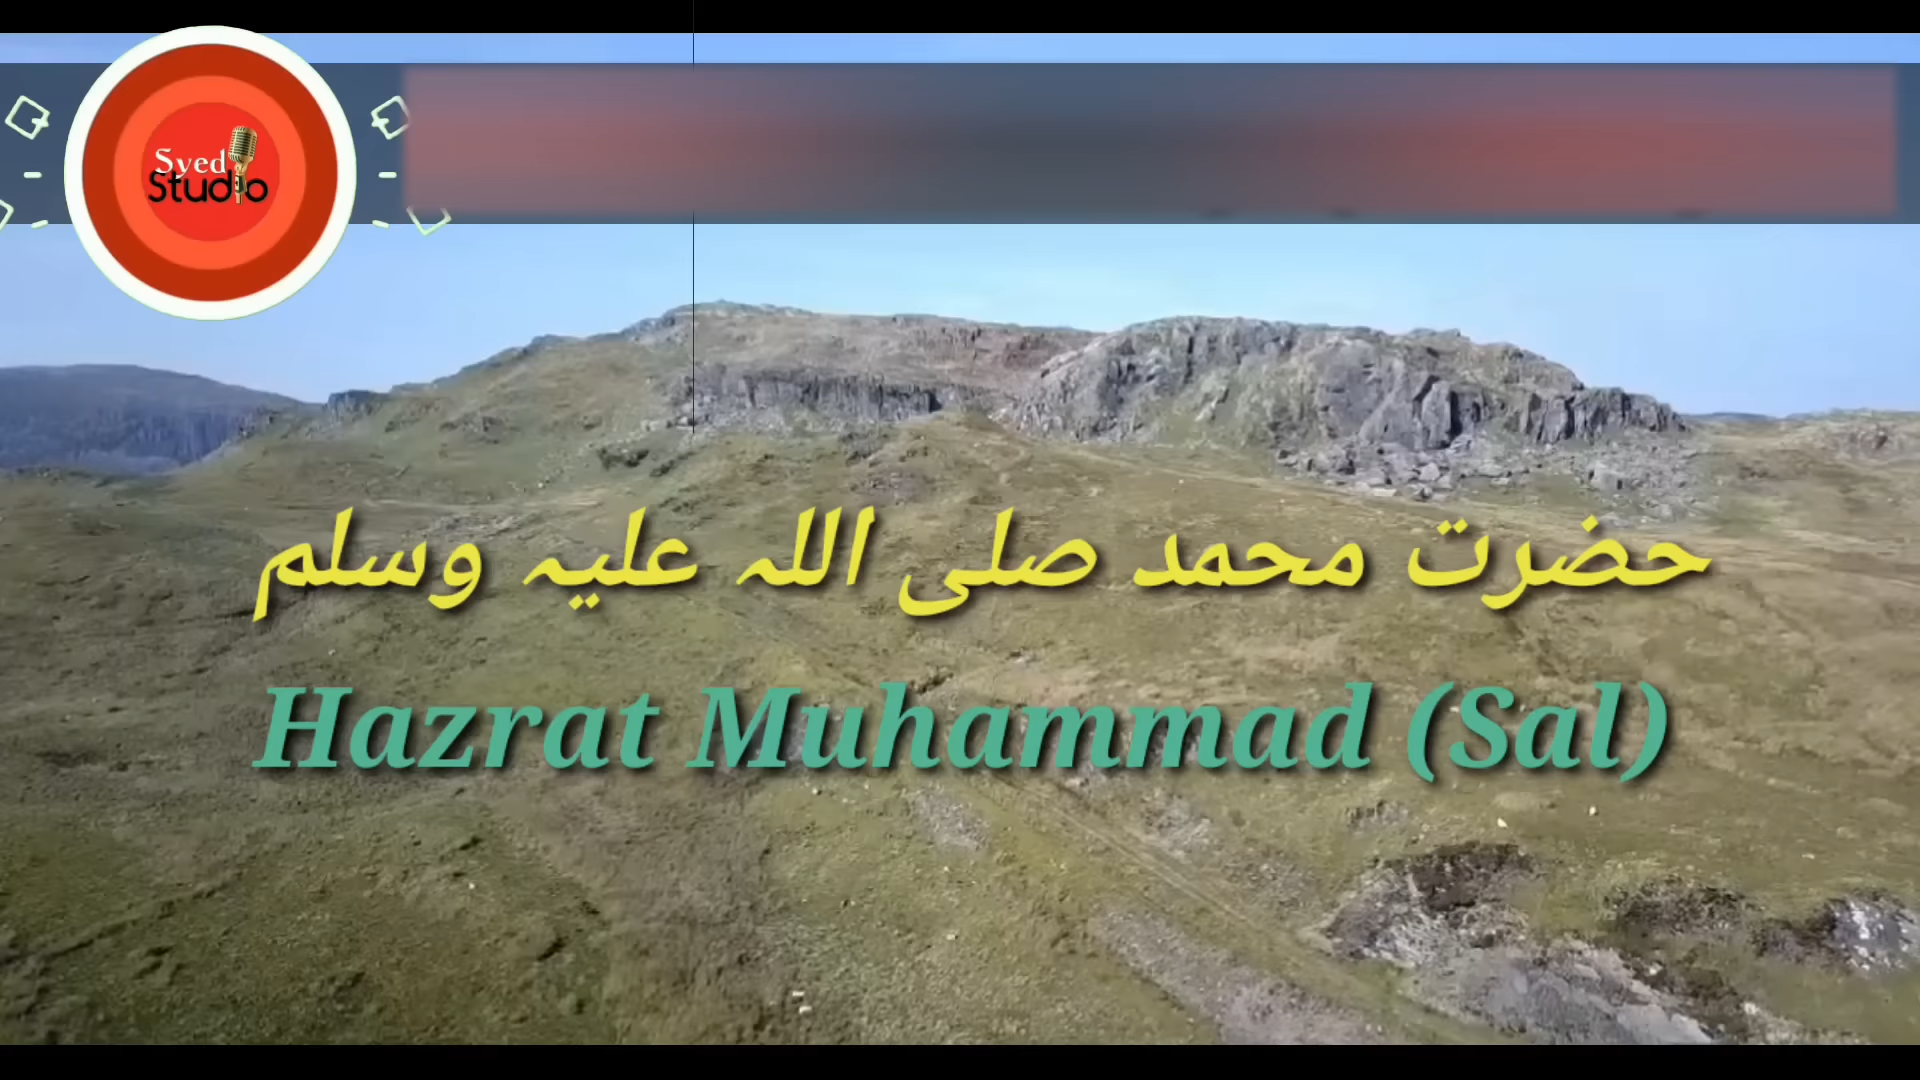 Syed
Studio
حضرت محمد صلی اللہ علیہ وسلم
Hazrat Muhammad (Sal)